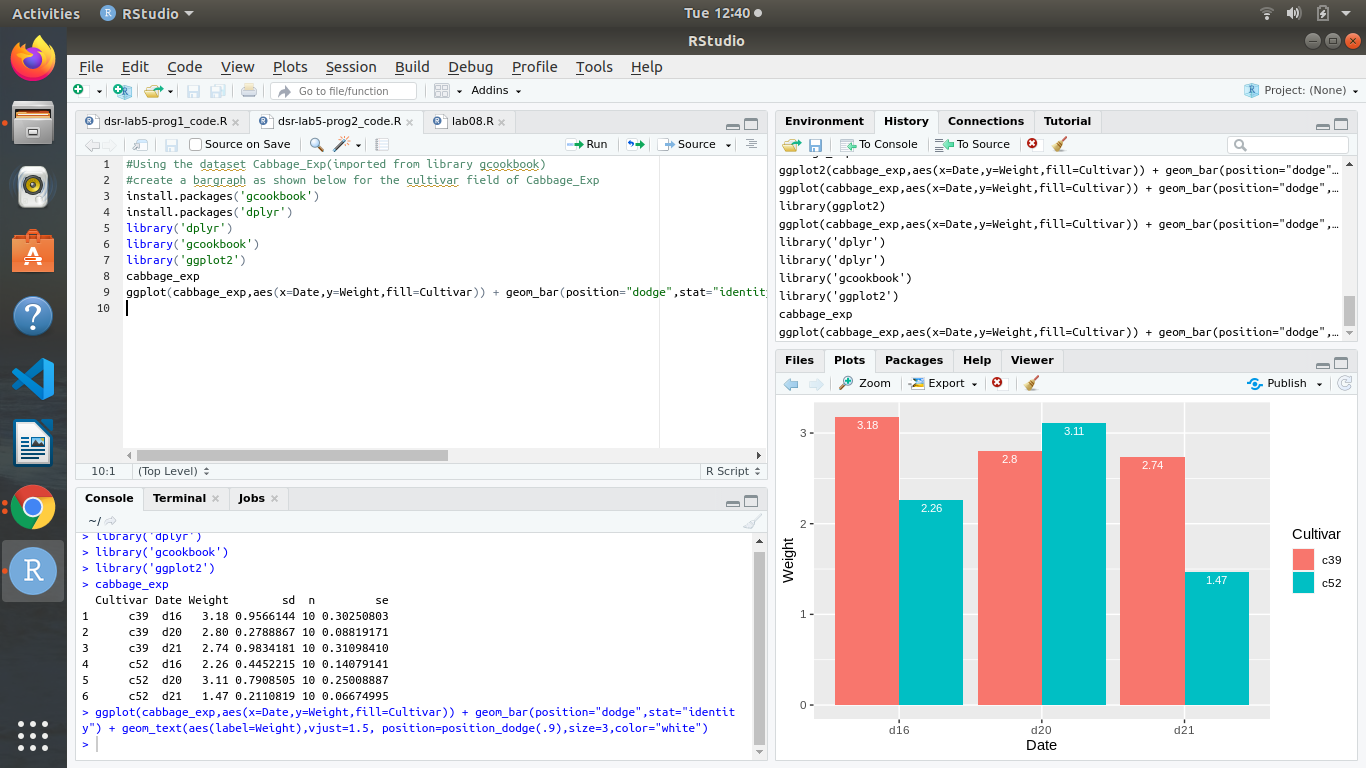 Activities RStudio Tue 12:40
RStudio
File Edit Code View Plots Session Build Debug Profile Tools Help
Go to file/function Addins Project: (None)
dsr-lab5-prog1_code.R dsr-lab5-prog2_code.R lab08.R
Source on Save Run Source
1 #Using the dataset Cabbage_Exp(imported from library gcookbook)
2 #create a bargraph as shown below for the cultivar field of Cabbage_Exp
3 install.packages('gcookbook')
4 install.packages('dplyr')
5 library('dplyr')
6 library('gcookbook')
7 library('ggplot2')
8 cabbage_exp
9 ggplot(cabbage_exp,aes(x=Date,y=Weight,fill=Cultivar)) + geom_bar(position="dodge",stat="identit
10
10:1 (Top Level) R Script
Console Terminal Jobs
~/
> library('dplyr')
> library('gcookbook')
> library('ggplot2')
> cabbage_exp
Cultivar Date Weight sd n se
1 c39 d16 3.18 0.9566144 10 0.30250803
2 c39 d20 2.80 0.2788867 10 0.08819171
3 c39 d21 2.74 0.9834181 10 0.31098410
4 c52 d16 2.26 0.4452215 10 0.14079141
5 c52 d20 3.11 0.7908505 10 0.25008887
6 c52 d21 1.47 0.2110819 10 0.06674995
> ggplot(cabbage_exp,aes(x=Date,y=Weight,fill=Cultivar)) + geom_bar(position="dodge",stat="identit
y") + geom_text(aes(label=Weight),vjust=1.5, position=position_dodge(.9),size=3,color="white")
>
Environment History Connections Tutorial
To Console To Source
ggplot2(cabbage_exp,aes(x=Date,y=Weight,fill=Cultivar)) + geom_bar(position="dodge"…
ggplot(cabbage_exp,aes(x=Date,y=Weight,fill=Cultivar)) + geom_bar(position="dodge",…
library(ggplot2)
ggplot(cabbage_exp,aes(x=Date,y=Weight,fill=Cultivar)) + geom_bar(position="dodge",…
library('dplyr')
library('dplyr')
library('gcookbook')
library('ggplot2')
cabbage_exp
ggplot(cabbage_exp,aes(x=Date,y=Weight,fill=Cultivar)) + geom_bar(position="dodge",…
Files Plots Packages Help Viewer
Zoom Export Publish
3.18
2.8
3.11
2.74
2.26
1.47
3
2
1
0
Weight
d16 d20 d21
Date
Cultivar
c39
c52